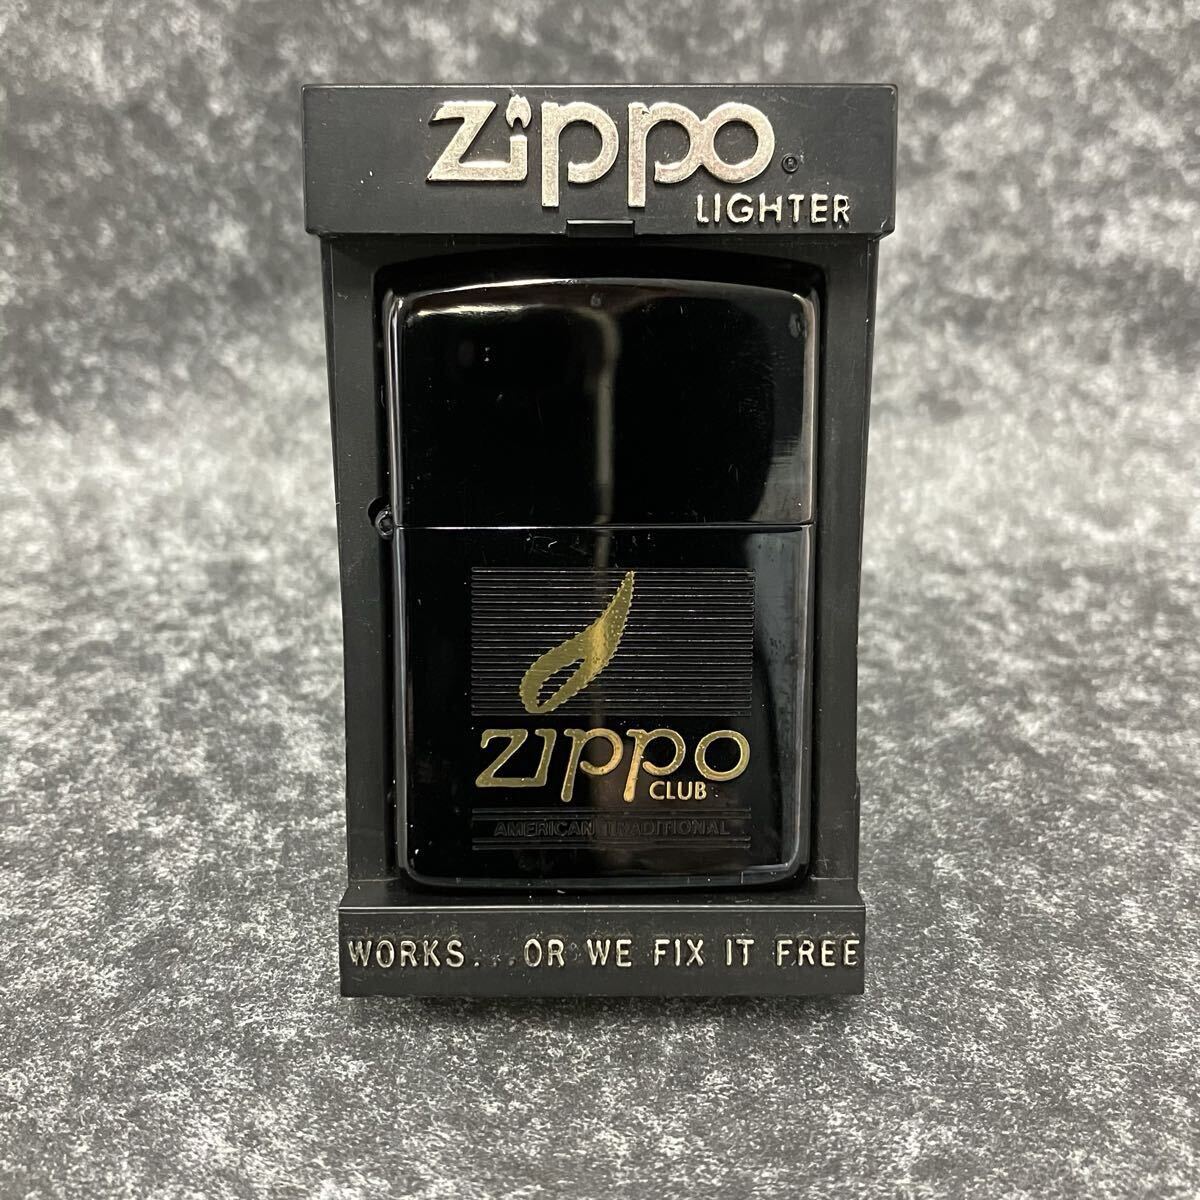 Zippo®
LIGHTER
Zippo
CLUB
AMERICAN TRADITIONAL
WORKS...OR WE FIX IT FREE